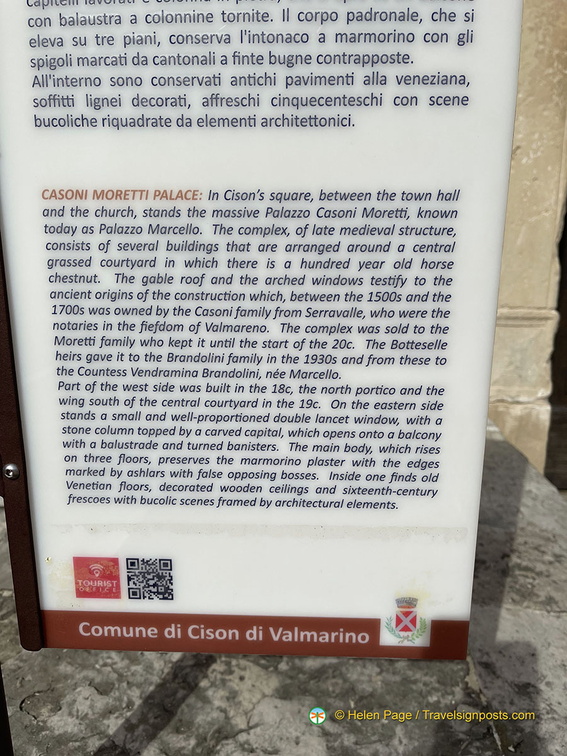 con balaustra a colonnine tornite. Il corpo padronale, che si
eleva su tre piani, conserva l'intonaco a marmorino con gli
spigoli marcati da cantonali a finte bugne contrapposte.
All'interno sono conservati antichi pavimenti alla veneziana,
soffitti lignei decorati, affreschi cinquecenteschi con scene
bucoliche riquadrate da elementi architettonici.
CASONI MORETTI PALACE: In Cison's square, between the town hall
and the church, stands the massive Palazzo Casoni Moretti, known
today as Palazzo Marcello. The complex, of late medieval structure,
consists of several buildings that are arranged around a central
grassed courtyard in which there is a hundred year old horse
chestnut. The gable roof and the arched windows testify to the
ancient origins of the construction which, between the 1500s and the
1700s was owned by the Casoni family from Serravalle, who were the
notaries in the fiefdom of Valmareno. The complex was sold to the
Moretti family who kept it until the start of the 20c. The Botteselle
heirs gave it to the Brandolini family in the 1930s and from these to
the Countess Vendramina Brandolini, née Marcello.
Part of the west side was built in the 18c, the north portico and the
wing south of the central courtyard in the 19c. On the eastern side
stands a small and well-proportioned double lancet window, with a
stone column topped by a carved capital, which opens onto a balcony
with a balustrade and turned banisters. The main body, which rises
on three floors, preserves the marmorino plaster with the edges
marked by ashlars with false opposing bosses. Inside one finds old
Venetian floors, decorated wooden ceilings and sixteenth-century
frescoes with bucolic scenes framed by architectural elements.
TOURIST
OFFICE
Comune di Cison di Valmarino
© Helen Page / Travelsignposts.com